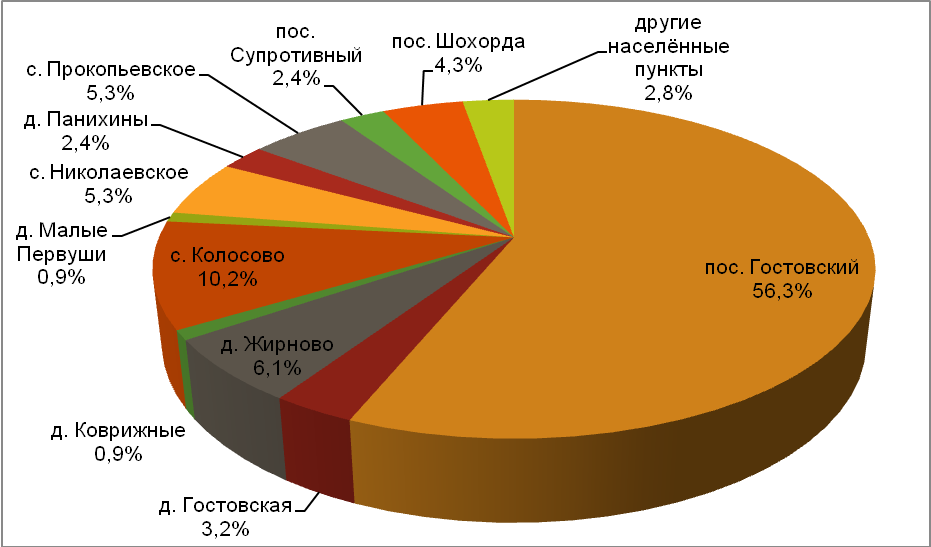 другие
населённые
пункты
2,8%
пос.
Супротивный
2,4%
пос. Шохорда
4,3%
с. Прокопьевское
5,3%
д. Панихины
2,4%
с. Николаевское
5,3%
д. Малые
Первуши
0,9%
с. Колосово
10,2%
пос. Гостовский
56,3%
д. Жирново
6,1%
д. Коврижные
0,9%
д. Гостовская
3,2%